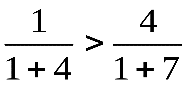 1/(1 + 4) > 4/(1 + 7)